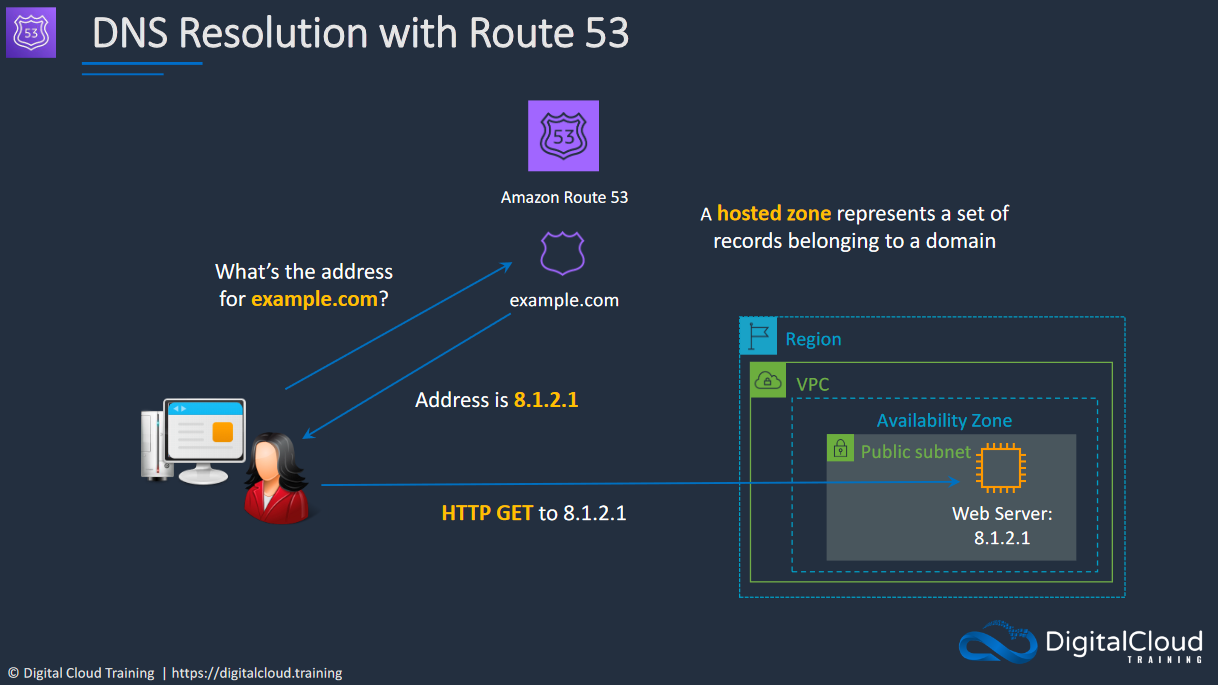 53
DNS Resolution with Route 53
53
Amazon Route 53
A hosted zone represents a set of
records belonging to a domain
What’s the address
for example.com?
example.com
Region
VPC
Address is 8.1.2.1
Availability Zone
Public subnet
HTTP GET to 8.1.2.1
Web Server:
8.1.2.1
DigitalCloud
TRAINING
© Digital Cloud Training | https://digitalcloud.training